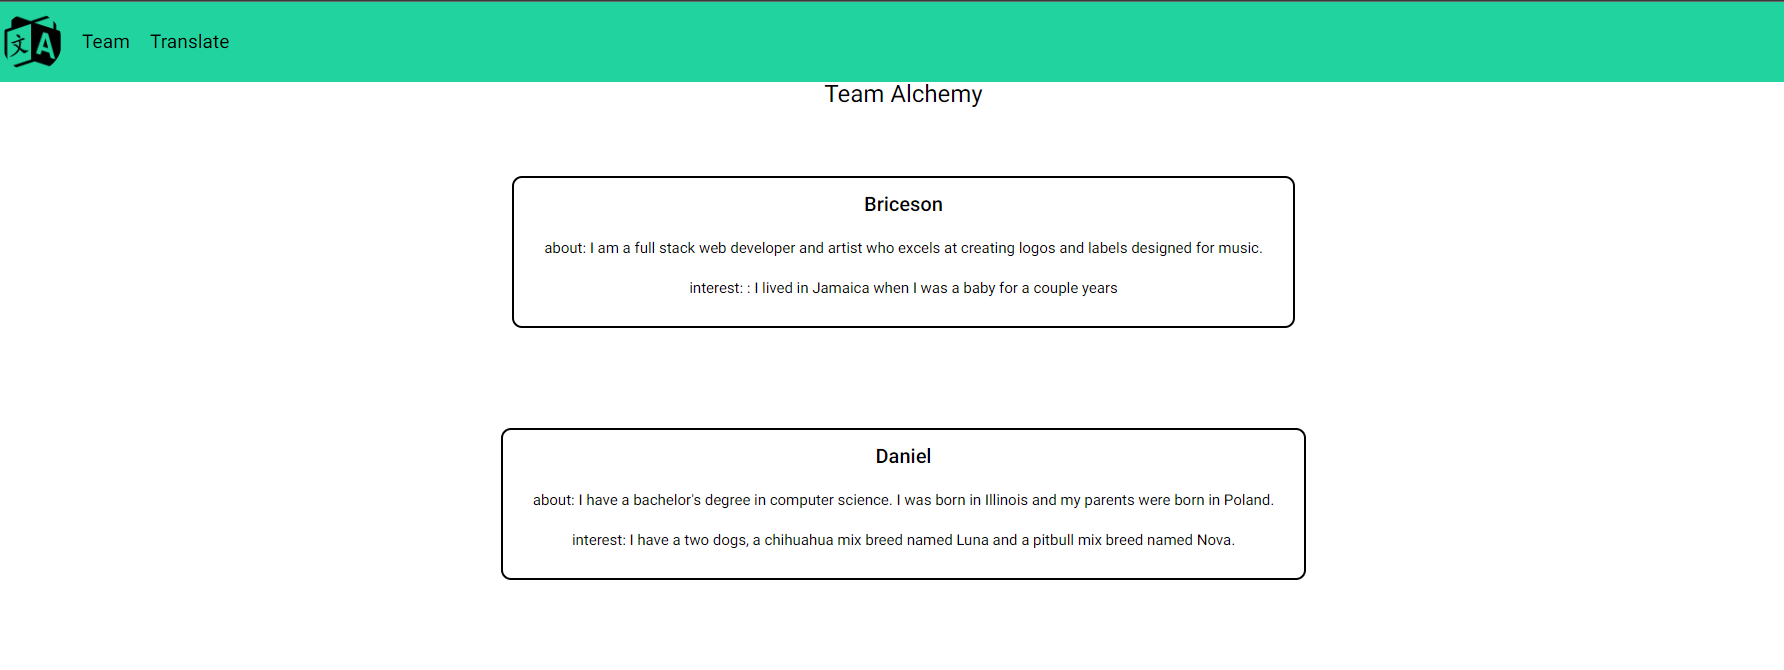 文A
Team Translate
Team Alchemy
Briceson
about: I am a full stack web developer and artist who excels at creating logos and labels designed for music.
interest: : I lived in Jamaica when I was a baby for a couple years
Daniel
about: I have a bachelor's degree in computer science. I was born in Illinois and my parents were born in Poland.
interest: I have a two dogs, a chihuahua mix breed named Luna and a pitbull mix breed named Nova.